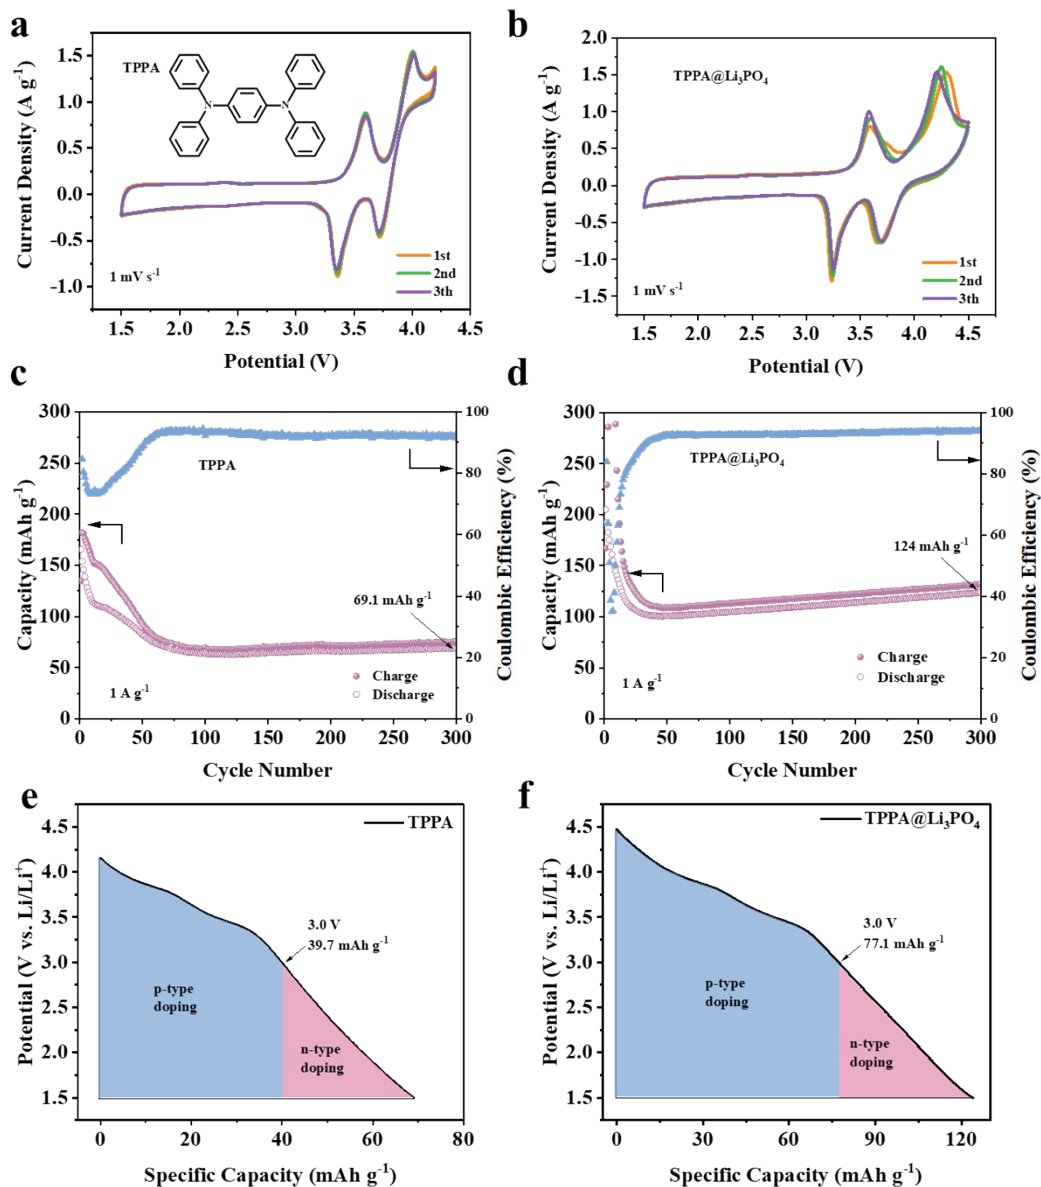 a
TPPA
N
N
Current Density (A g⁻¹)
1.5
1.0
0.5
0.0
-0.5
-1.0
1st
2nd
3th
1 mV s⁻¹
1.5 2.0 2.5 3.0 3.5 4.0 4.5
Potential (V)
b
TPPA@Li₃PO₄
Current Density (A g⁻¹)
2.0
1.5
1.0
0.5
0.0
-0.5
-1.0
-1.5
1st
2nd
3th
1 mV s⁻¹
1.5 2.0 2.5 3.0 3.5 4.0 4.5
Potential (V)
c
Capacity (mAh g⁻¹)
300
250
200
150
100
50
0
TPPA
69.1 mAh g⁻¹
Charge
Discharge
1 A g⁻¹
100
80
60
40
20
0
Coulombic Efficiency (%)
0 50 100 150 200 250 300
Cycle Number
d
Capacity (mAh g⁻¹)
300
250
200
150
100
50
0
TPPA@Li₃PO₄
124 mAh g⁻¹
Charge
Discharge
1 A g⁻¹
100
80
60
40
20
0
Coulombic Efficiency (%)
0 50 100 150 200 250 300
Cycle Number
e
TPPA
Potential (V vs. Li/Li⁺)
4.5
4.0
3.5
3.0
2.5
2.0
1.5
3.0 V
39.7 mAh g⁻¹
p-type
doping
n-type
doping
0 20 40 60 80
Specific Capacity (mAh g⁻¹)
f
TPPA@Li₃PO₄
Potential (V vs. Li/Li⁺)
4.5
4.0
3.5
3.0
2.5
2.0
1.5
3.0 V
77.1 mAh g⁻¹
p-type
doping
n-type
doping
0 30 60 90 120
Specific Capacity (mAh g⁻¹)